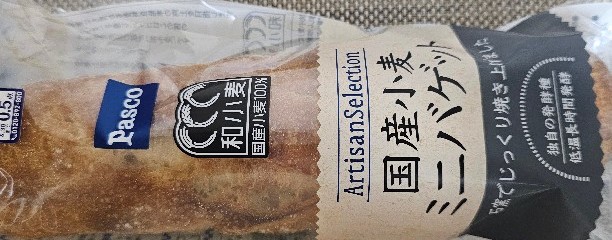 Artisan Selection
国産小麦
ミニバゲット
窯でじっくり焼き上げました
独自の発酵種
低温長時間発酵
Pasco
和小麦
国産小麦100%